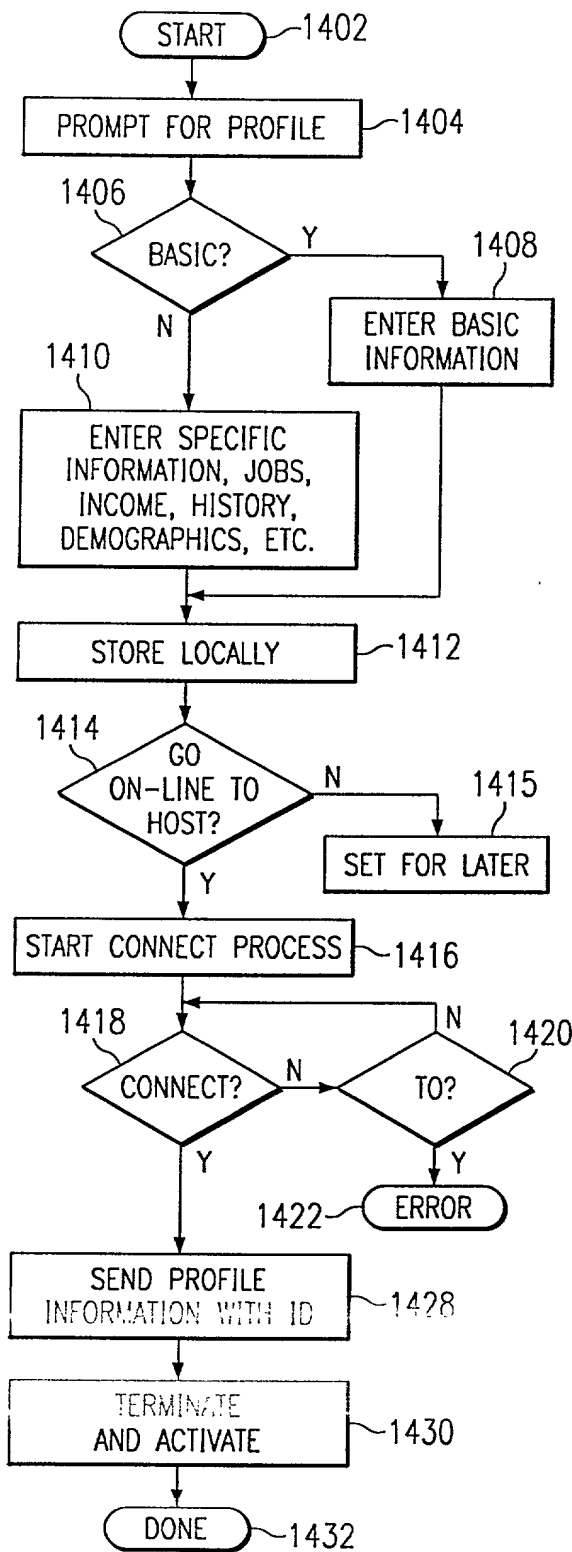 START
1402
PROMPT FOR PROFILE
1404
1406
BASIC?
Y
N
1408
ENTER BASIC
INFORMATION
1410
ENTER SPECIFIC
INFORMATION, JOBS,
INCOME, HISTORY,
DEMOGRAPHICS, ETC.
STORE LOCALLY
1412
1414
GO
ON-LINE TO
HOST?
N
Y
1415
SET FOR LATER
START CONNECT PROCESS
1416
1418
CONNECT?
N
Y
1420
TO?
N
Y
1422
ERROR
SEND PROFILE
INFORMATION WITH ID
1428
TERMINATE
AND ACTIVATE
1430
DONE
1432